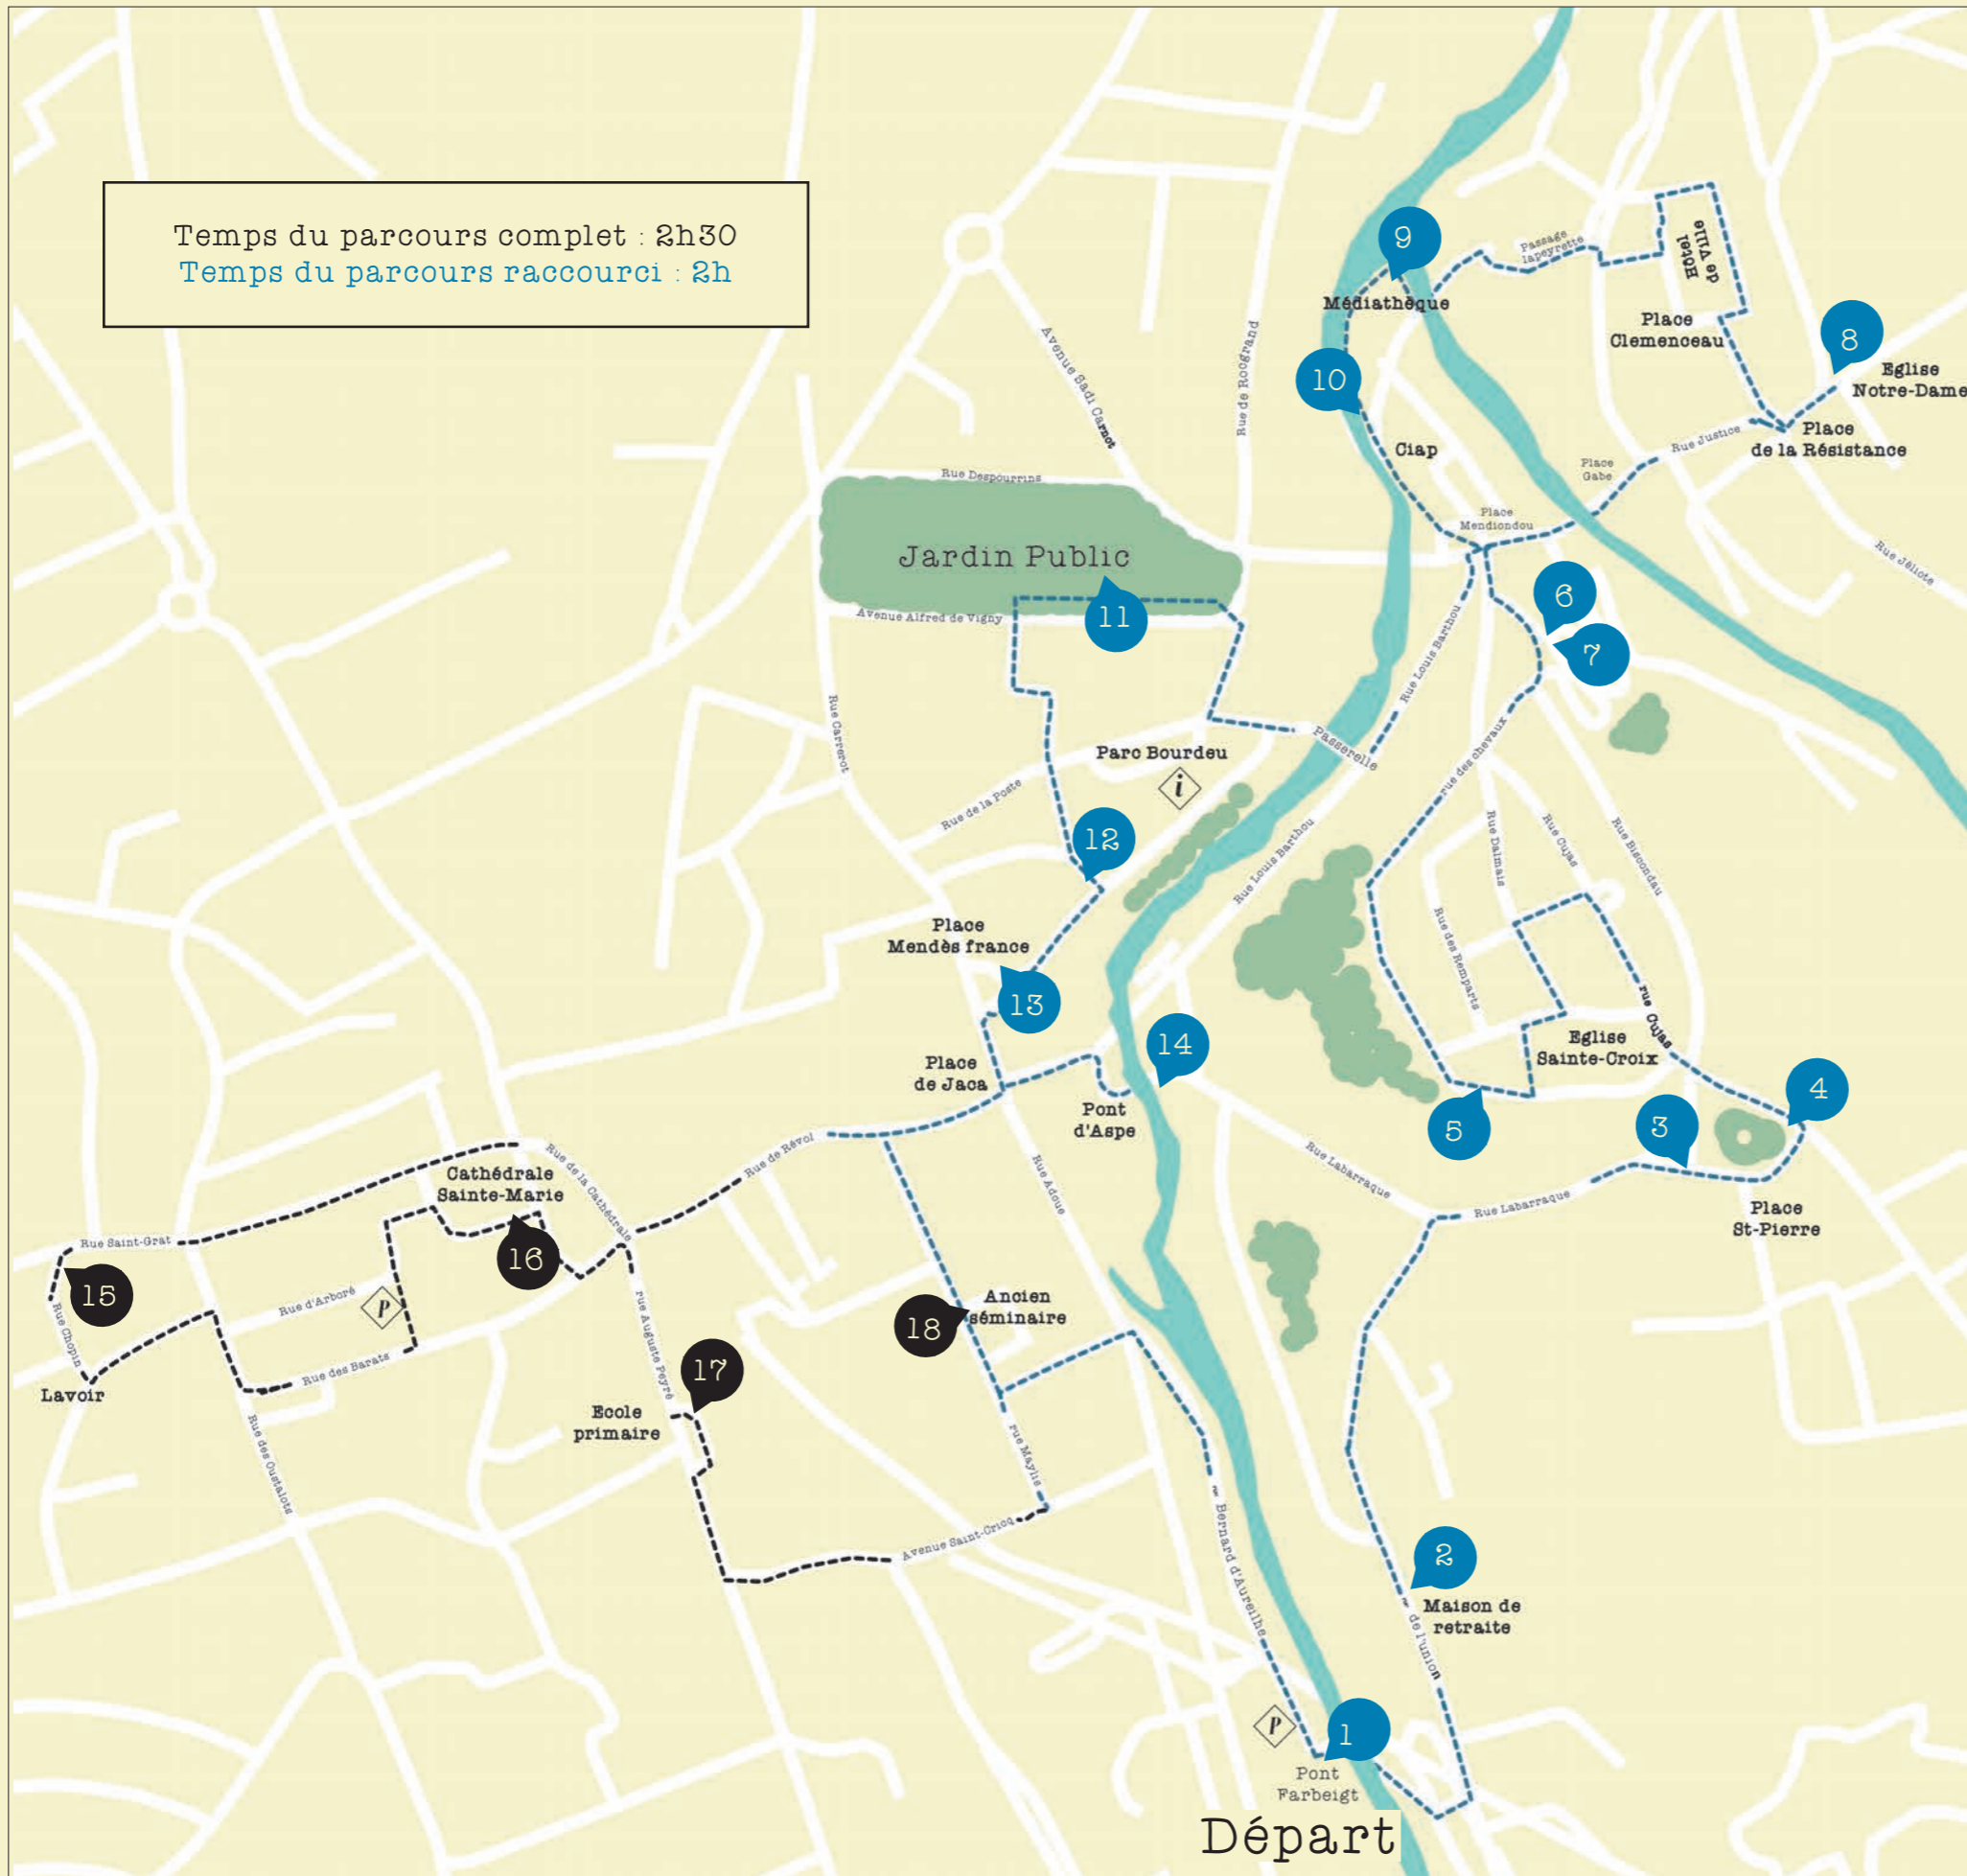 Temps du parcours complet : 2h30
Temps du parcours raccourci : 2h
9
Passage
lapeyrette
Hôtel
de Ville
Médiathèque
Place
Clemenceau
8
Eglise
Notre-Dame
10
Avenue Sadi Carnot
Rue de Rocgrand
Ciap
Rue Justice
Place
de la Résistance
Place
Gabe
Rue Despourrins
Place
Mendiondou
Jardin Public
Rue Jéliote
11
Avenue Alfred de Vigny
6
7
Rue Louis Barthou
Rue Carrerot
Passerelle
Parc Bourdeu
i
rue des chevaux
Rue de la Poste
12
Rue Louis Barthou
Rue Dalmais
Rue Cujas
Rue Biscondau
Place
Mendès france
13
Rue des Remparts
rue Cujas
Eglise
Sainte-Croix
14
Place
de Jaca
Pont
d'Aspe
5
3
4
Rue de Révol
Rue de la Cathédrale
Cathédrale
Sainte-Marie
16
Rue Adoue
Rue Labarraque
Rue Labarraque
Place
St-Pierre
Rue Saint-Grat
15
Rue Chopin
Rue d'Arboré
P
Rue des Barats
Lavoir
rue Auguste Peyré
18
Ancien
séminaire
17
Ecole
primaire
Rue des Oustalots
rue Maylis
Avenue Saint-Cricq
r. Bernard d'Aureilhe
2
Maison de
retraite
r. de l'union
P
1
Pont
Farbeigt
Départ